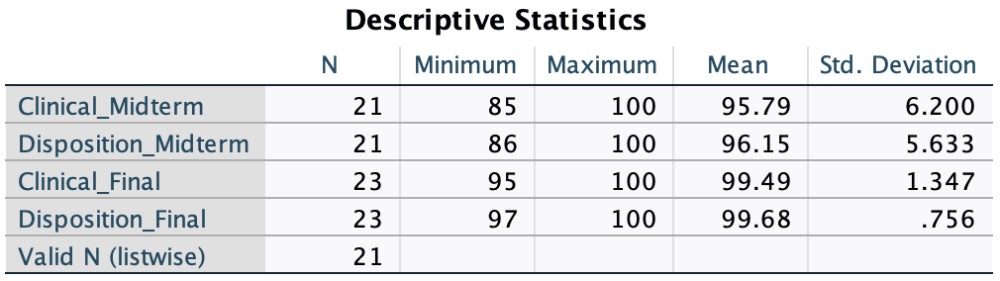 Descriptive Statistics
N Minimum Maximum Mean Std. Deviation
Clinical_Midterm 21 85 100 95.79 6.200
Disposition_Midterm 21 86 100 96.15 5.633
Clinical_Final 23 95 100 99.49 1.347
Disposition_Final 23 97 100 99.68 .756
Valid N (listwise) 21